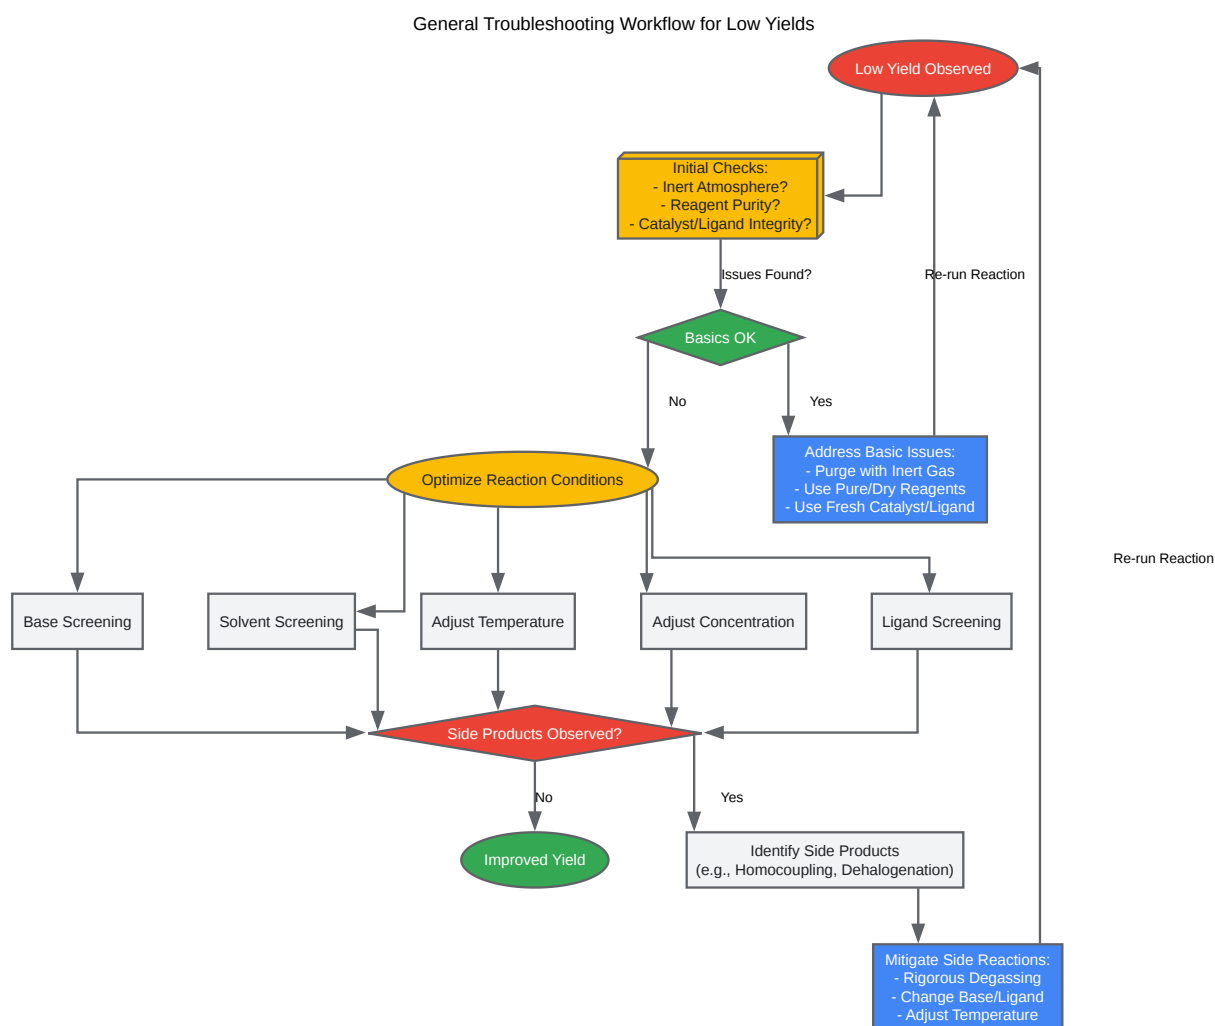 General Troubleshooting Workflow for Low Yields
Low Yield Observed
Initial Checks:
- Inert Atmosphere?
- Reagent Purity?
- Catalyst/Ligand Integrity?
Issues Found?
Re-run Reaction
Basics OK
No
Yes
Address Basic Issues:
- Purge with Inert Gas
- Use Pure/Dry Reagents
- Use Fresh Catalyst/Ligand
Optimize Reaction Conditions
Re-run Reaction
Base Screening
Solvent Screening
Adjust Temperature
Adjust Concentration
Ligand Screening
Side Products Observed?
No
Yes
Improved Yield
Identify Side Products
(e.g., Homocoupling, Dehalogenation)
Mitigate Side Reactions:
- Rigorous Degassing
- Change Base/Ligand
- Adjust Temperature